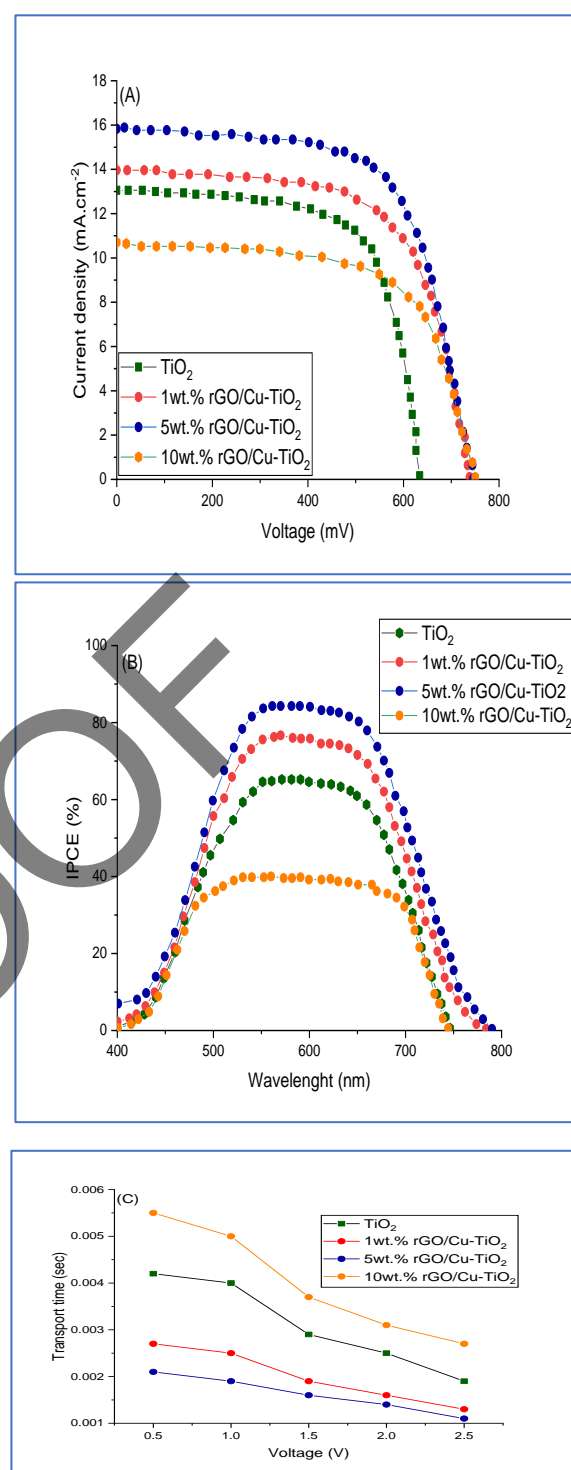 (A)
18
16
14
12
10
8
6
4
2
0
Current density (mA.cm⁻²)
TiO₂
1wt.% rGO/Cu-TiO₂
5wt.% rGO/Cu-TiO₂
10wt.% rGO/Cu-TiO₂
0 200 400 600 800
Voltage (mV)
(B)
100
80
60
40
20
0
IPCE (%)
TiO₂
1wt.% rGO/Cu-TiO₂
5wt.% rGO/Cu-TiO2
10wt.% rGO/Cu-TiO₂
400 500 600 700 800
Wavelenght (nm)
(C)
0.006
0.005
0.004
0.003
0.002
0.001
Transport time (sec)
TiO₂
1wt.% rGO/Cu-TiO₂
5wt.% rGO/Cu-TiO₂
10wt.% rGO/Cu-TiO₂
0.5 1.0 1.5 2.0 2.5
Voltage (V)
OOF